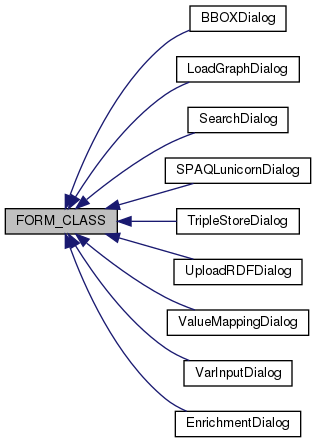 BBOXDialog
LoadGraphDialog
SearchDialog
SPAQLunicornDialog
FORM_CLASS
TripleStoreDialog
UploadRDFDialog
ValueMappingDialog
VarInputDialog
EnrichmentDialog